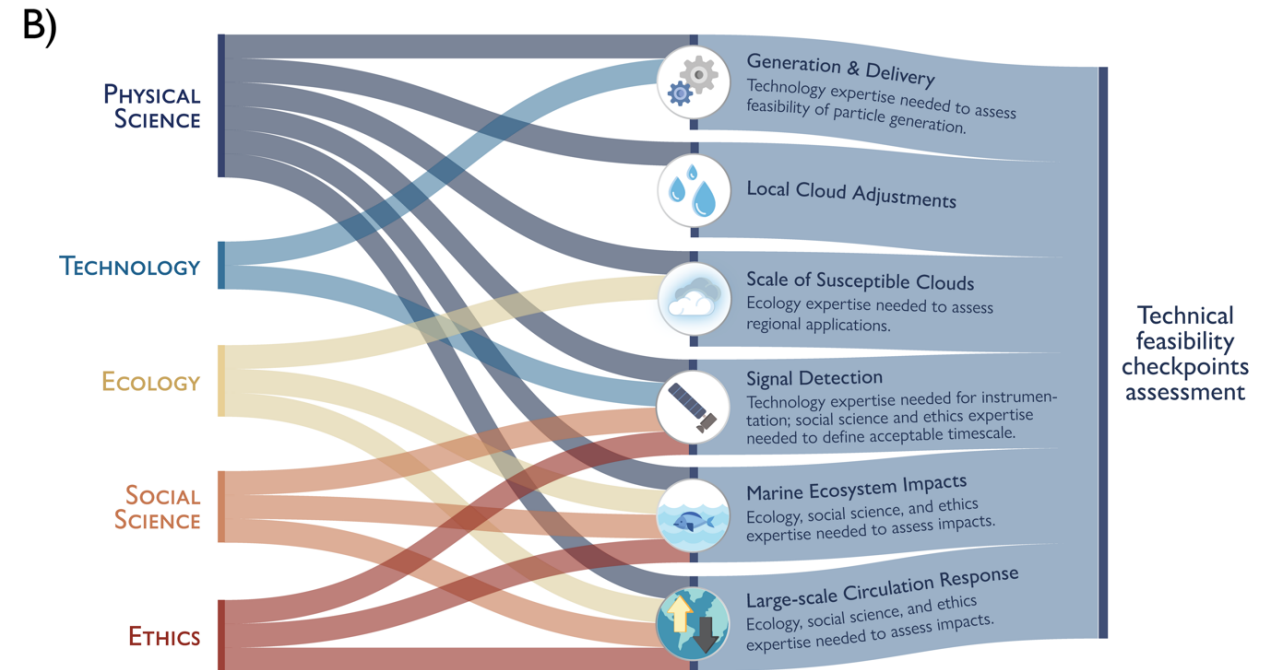 B)
PHYSICAL
SCIENCE
TECHNOLOGY
ECOLOGY
SOCIAL
SCIENCE
ETHICS
Generation & Delivery
Technology expertise needed to assess
feasibility of particle generation.
Local Cloud Adjustments
Scale of Susceptible Clouds
Ecology expertise needed to assess
regional applications.
Signal Detection
Technology expertise needed for instrumen-
tation; social science and ethics expertise
needed to define acceptable timescale.
Marine Ecosystem Impacts
Ecology, social science, and ethics
expertise needed to assess impacts.
Large-scale Circulation Response
Ecology, social science, and ethics
expertise needed to assess impacts.
Technical
feasibility
checkpoints
assessment